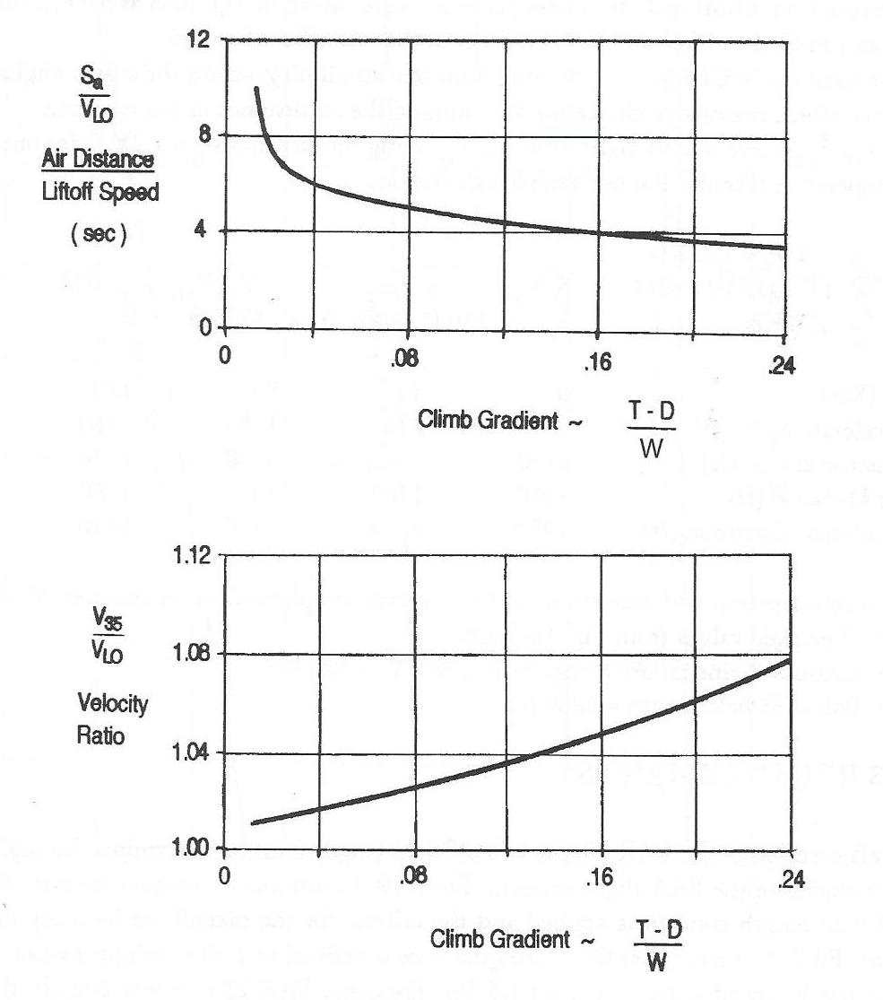 12
Sa
VLO
8
Air Distance
Liftoff Speed
( sec )
4
0
0
.08
.16
.24
Climb Gradient ~ T - D
W
1.12
V35
VLO
1.08
Velocity
Ratio
1.04
1.00
0
.08
.16
.24
Climb Gradient ~ T - D
W